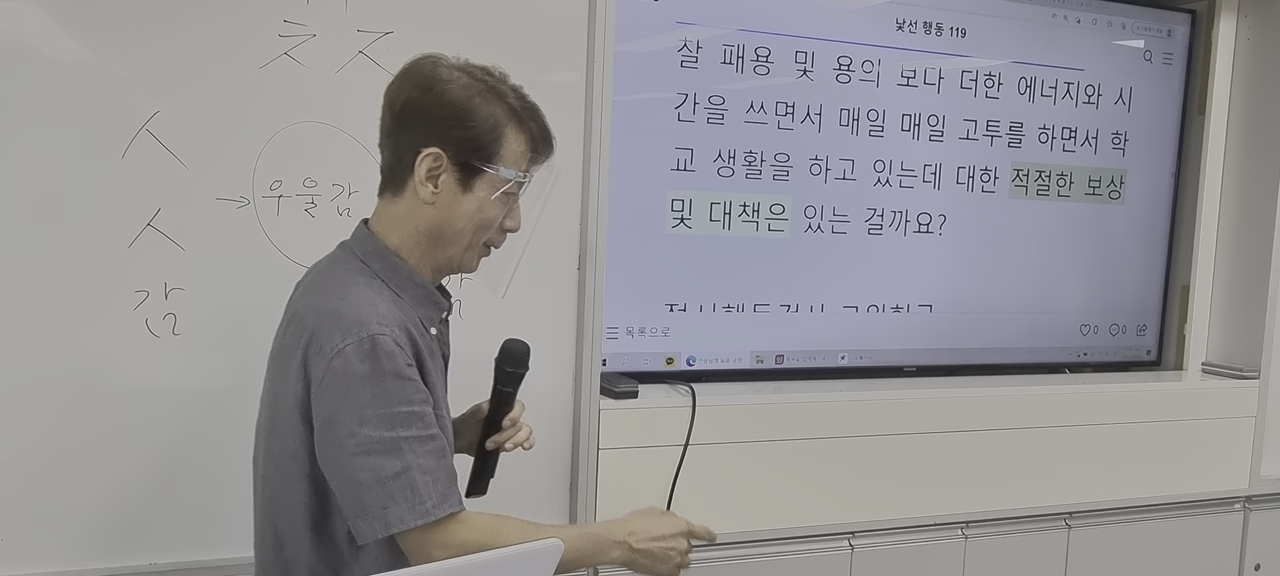 ㅊ ㅈ
ㅅ
ㅅ
감
→ 우울감
낯선 행동 119
찰 패용 및 용의 보다 더한 에너지와 시
간을 쓰면서 매일 매일 고투를 하면서 학
교 생활을 하고 있는데 대한 적절한 보상
및 대책은 있는 걸까요?
목록으로
0
0